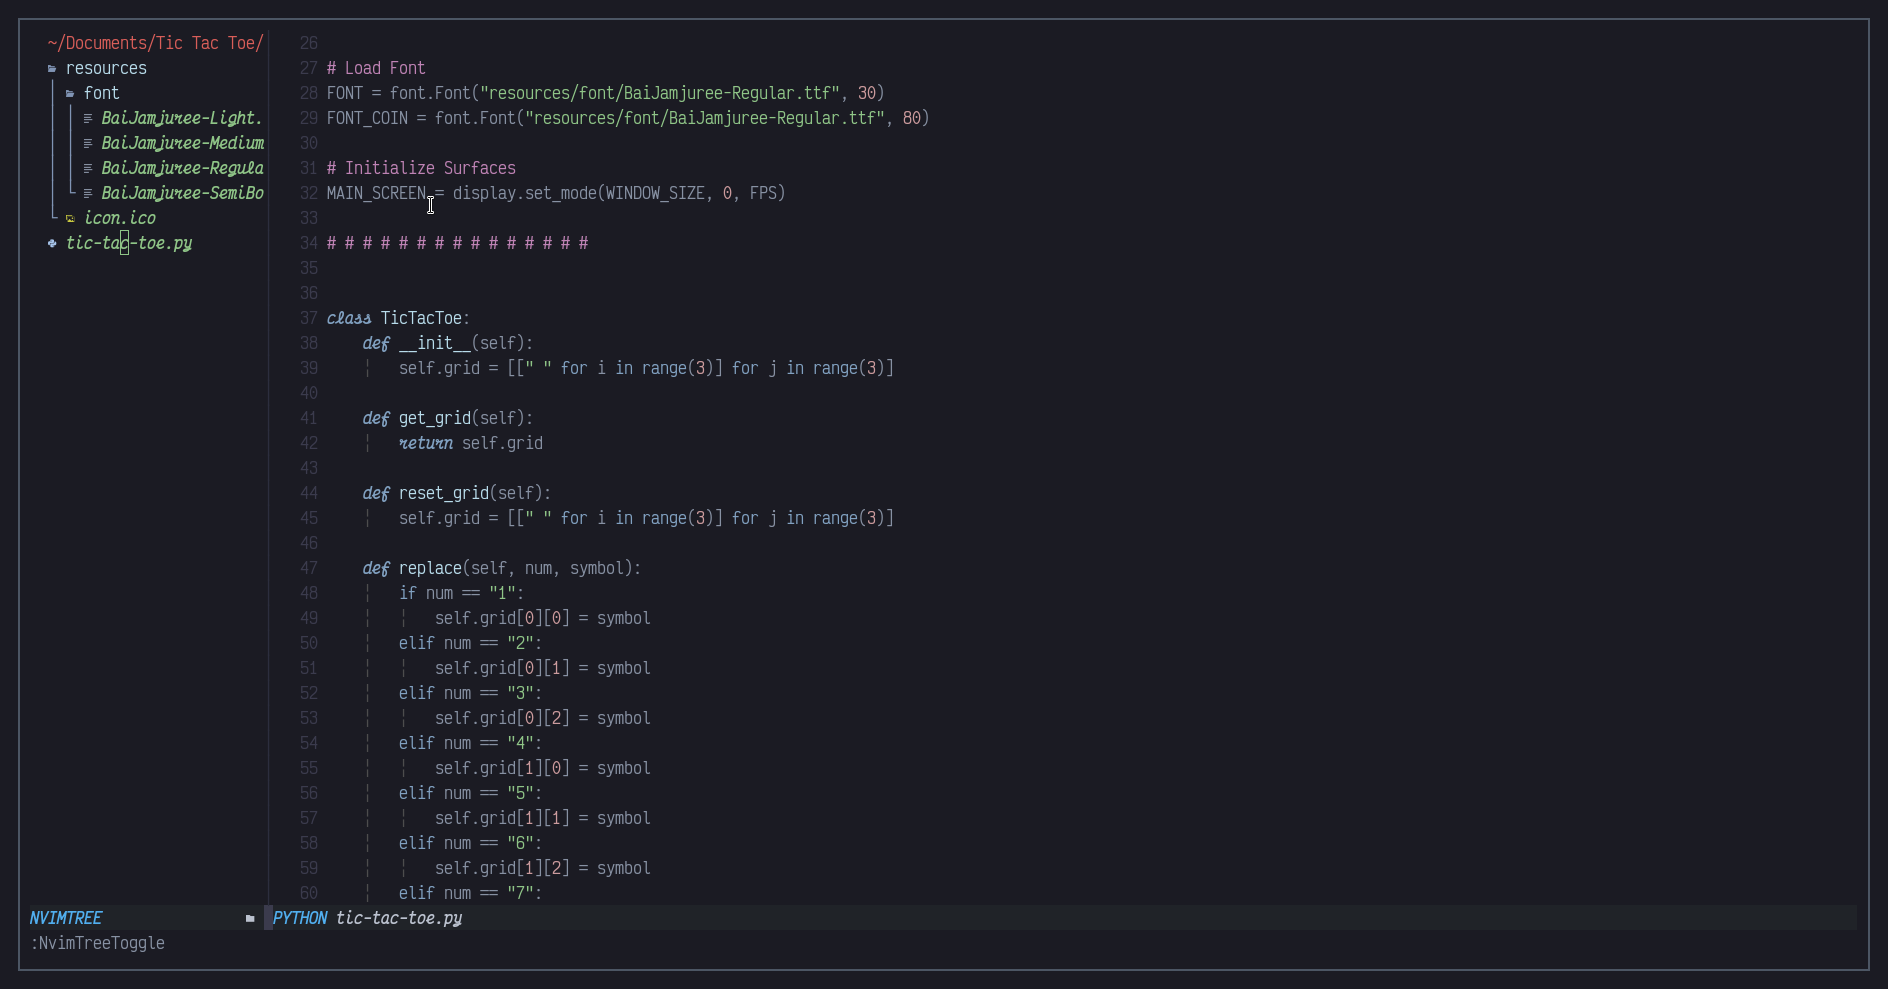 ~/Documents/Tic Tac Toe/
resources
font
BaiJamjuree-Light.
BaiJamjuree-Medium
BaiJamjuree-Regula
BaiJamjuree-SemiBo
icon.ico
tic-tac-toe.py
26
27 # Load Font
28 FONT = font.Font("resources/font/BaiJamjuree-Regular.ttf", 30)
29 FONT_COIN = font.Font("resources/font/BaiJamjuree-Regular.ttf", 80)
30
31 # Initialize Surfaces
32 MAIN_SCREEN = display.set_mode(WINDOW_SIZE, 0, FPS)
33
34 # # # # # # # # # # # # # # #
35
36
37 class TicTacToe:
38     def __init__(self):
39         self.grid = [[" " for i in range(3)] for j in range(3)]
40
41     def get_grid(self):
42         return self.grid
43
44     def reset_grid(self):
45         self.grid = [[" " for i in range(3)] for j in range(3)]
46
47     def replace(self, num, symbol):
48         if num == "1":
49             self.grid[0][0] = symbol
50         elif num == "2":
51             self.grid[0][1] = symbol
52         elif num == "3":
53             self.grid[0][2] = symbol
54         elif num == "4":
55             self.grid[1][0] = symbol
56         elif num == "5":
57             self.grid[1][1] = symbol
58         elif num == "6":
59             self.grid[1][2] = symbol
60         elif num == "7":
NVIMTREE
PYTHON tic-tac-toe.py
:NvimTreeToggle